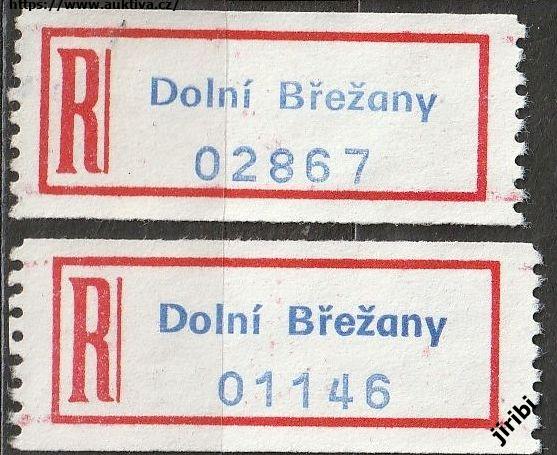 https://www.auktiva.cz/
R Dolní Břežany
02867
R Dolní Břežany
01146
jiribi